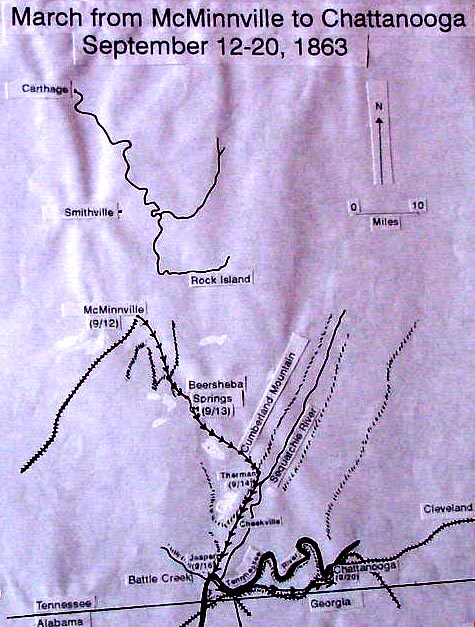 March from McMinnville to Chattanooga
September 12-20, 1863
Carthage
N
0 10
Miles
Smithville
Rock Island
McMinnville
(9/12)
Beersheba
Springs
(9/13)
Cumberland Mountain
Sequatchie River
Therman
(9/14)
Cheekville
Cleveland
Jasper
(9/16)
Tennessee River
Chattanooga
(9/20)
Battle Creek
Tennessee
Georgia
Alabama